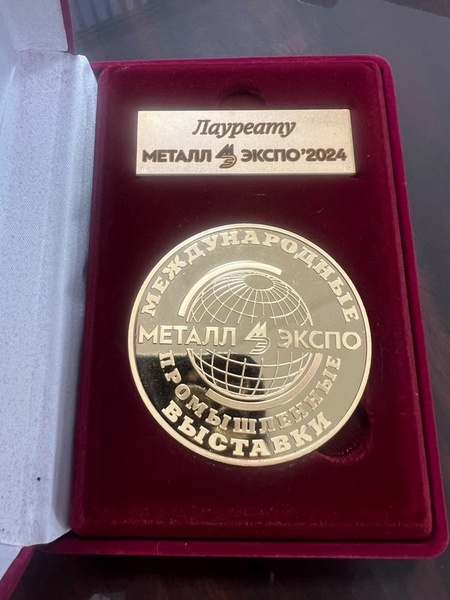 Лауреату
МЕТАЛЛ ЭКСПО'2024
МЕЖДУНАРОДНЫЕ
МЕТАЛЛ ЭКСПО
ПРОМЫШЛЕННЫЕ
ВЫСТАВКИ